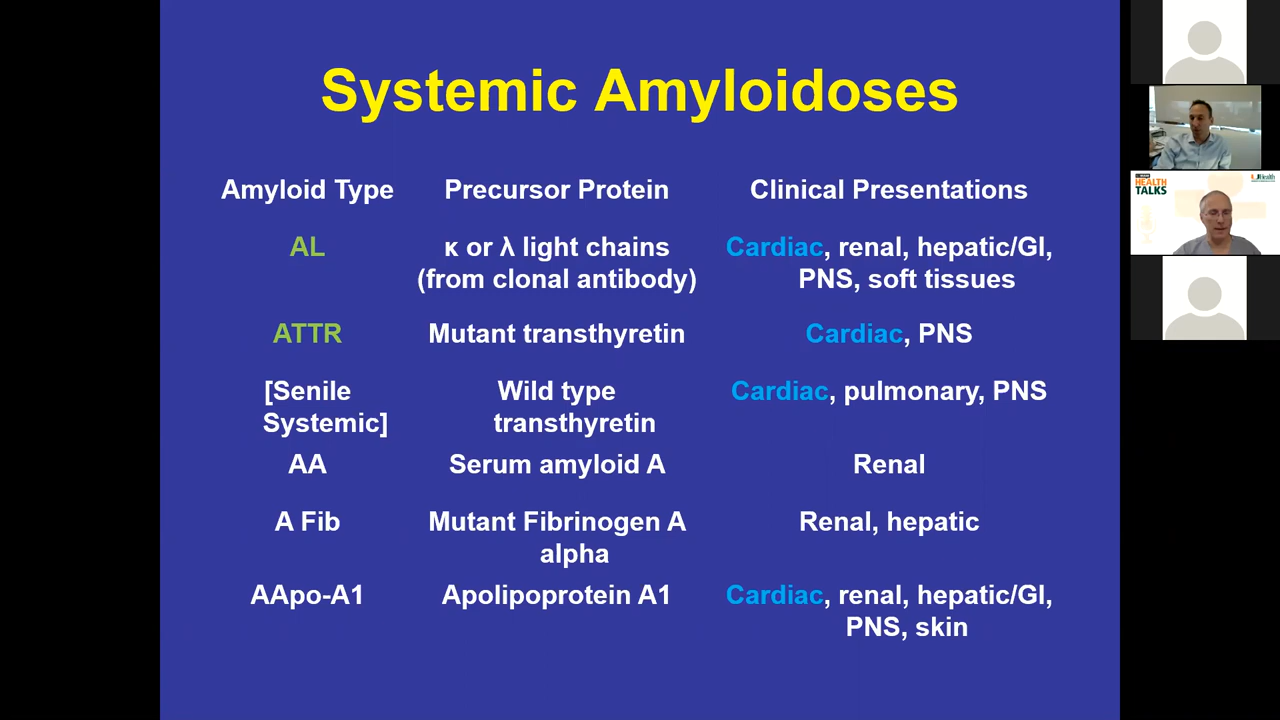 Systemic Amyloidoses
Amyloid Type Precursor Protein Clinical Presentations
AL κ or λ light chains Cardiac, renal, hepatic/GI,
(from clonal antibody) PNS, soft tissues
ATTR Mutant transthyretin Cardiac, PNS
[Senile Wild type Cardiac, pulmonary, PNS
Systemic] transthyretin
AA Serum amyloid A Renal
A Fib Mutant Fibrinogen A Renal, hepatic
alpha
AApo-A1 Apolipoprotein A1 Cardiac, renal, hepatic/GI,
PNS, skin
HEALTH
TALKS
Health